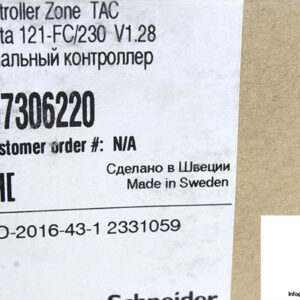 troller Zone TAC
ta 121-FC/230 V1.28
альный контроллер
7306220
stomer order #: N/A
Сделано в Швеции
Made in Sweden
D-2016-43-1 2331059
Schneider
Info